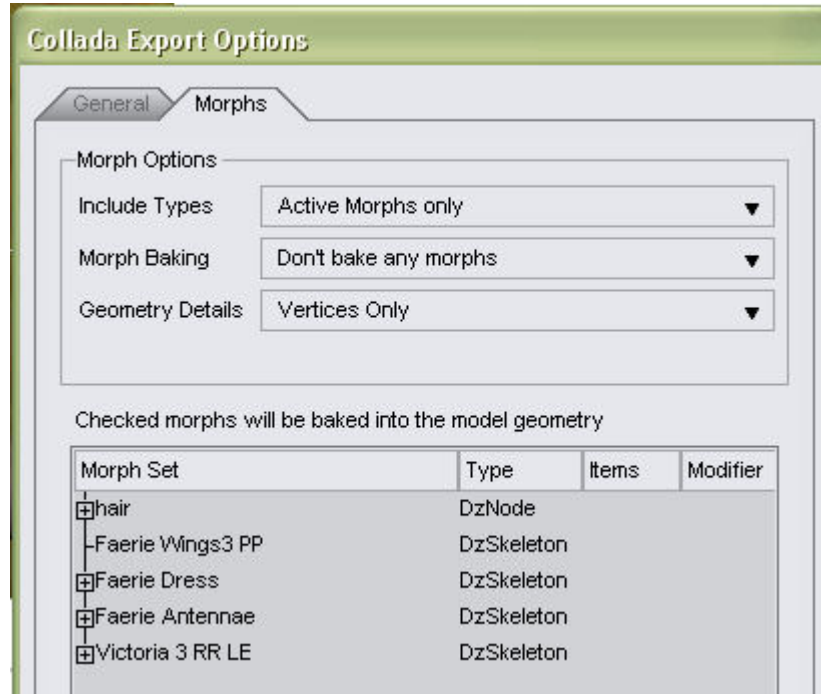 Collada Export Options
General Morphs
Morph Options
Include Types Active Morphs only
Morph Baking Don't bake any morphs
Geometry Details Vertices Only
Checked morphs will be baked into the model geometry
Morph Set Type Items Modifier
hair DzNode
Faerie Wings3 PP DzSkeleton
Faerie Dress DzSkeleton
Faerie Antennae DzSkeleton
Victoria 3 RR LE DzSkeleton